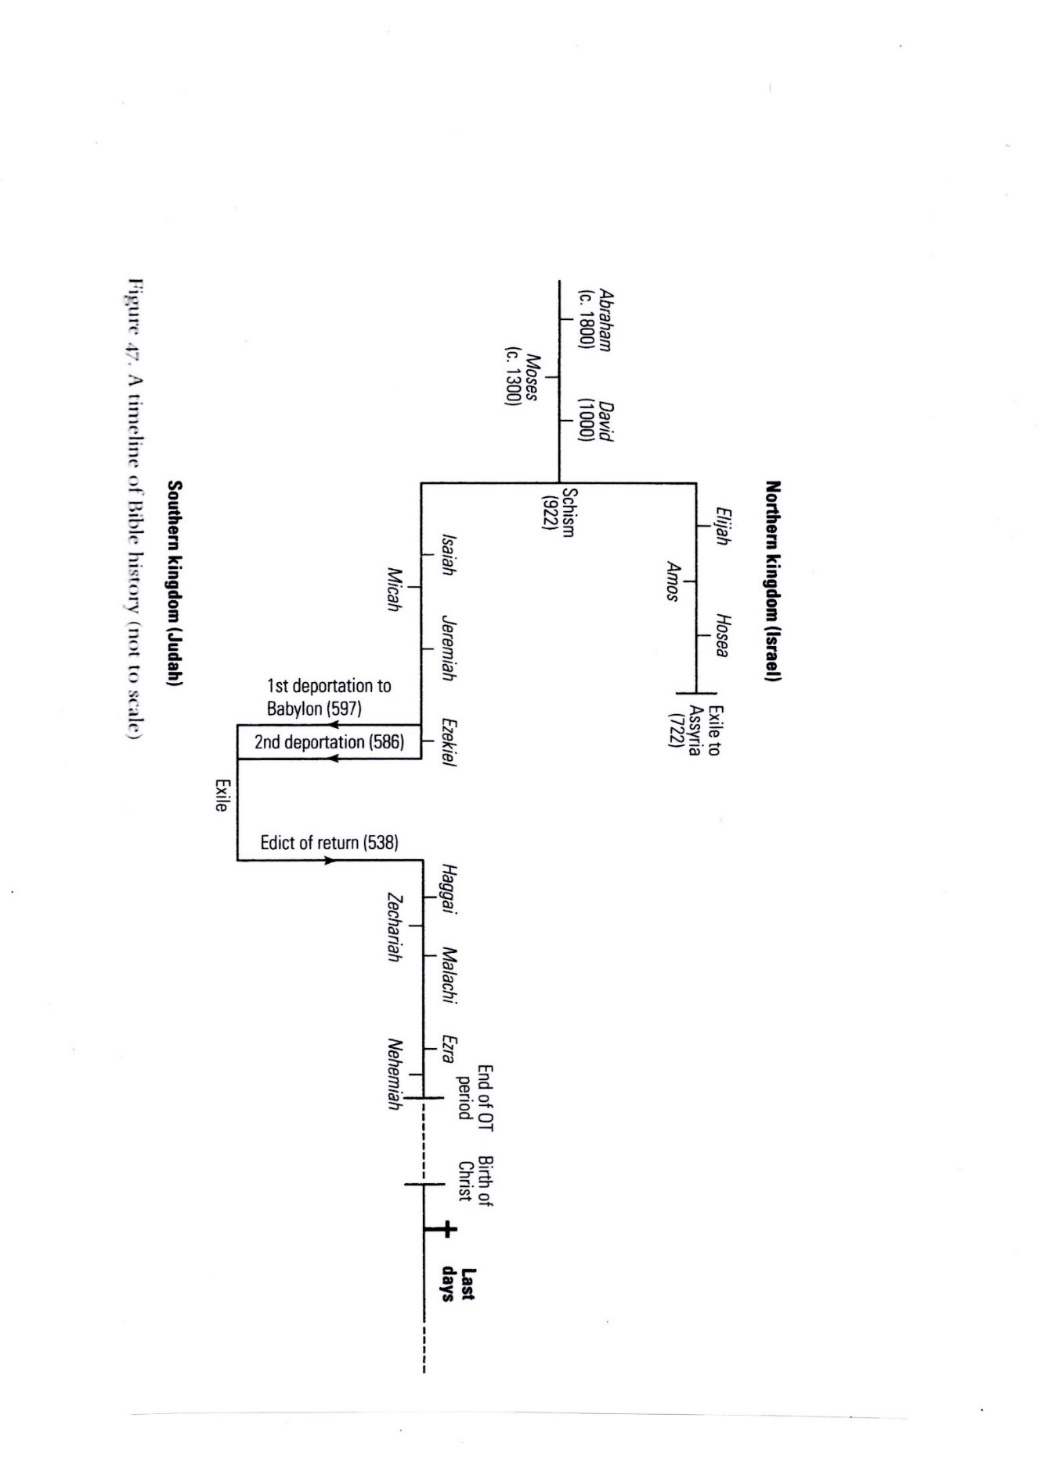 Northern kingdom (Israel)
Elijah
Hosea
Exile to
Assyria
(722)
Amos
Abraham
(c. 1800)
David
(1000)
Moses
(c. 1300)
Schism
(922)
Isaiah
Jeremiah
Ezekiel
Micah
1st deportation to
Babylon (597)
2nd deportation (586)
Exile
Edict of return (538)
Haggai
Malachi
Ezra
Zechariah
Nehemiah
End of OT
period
Birth of
Christ
Last
days
Southern kingdom (Judah)
Figure 47. A timeline of Bible history (not to scale)